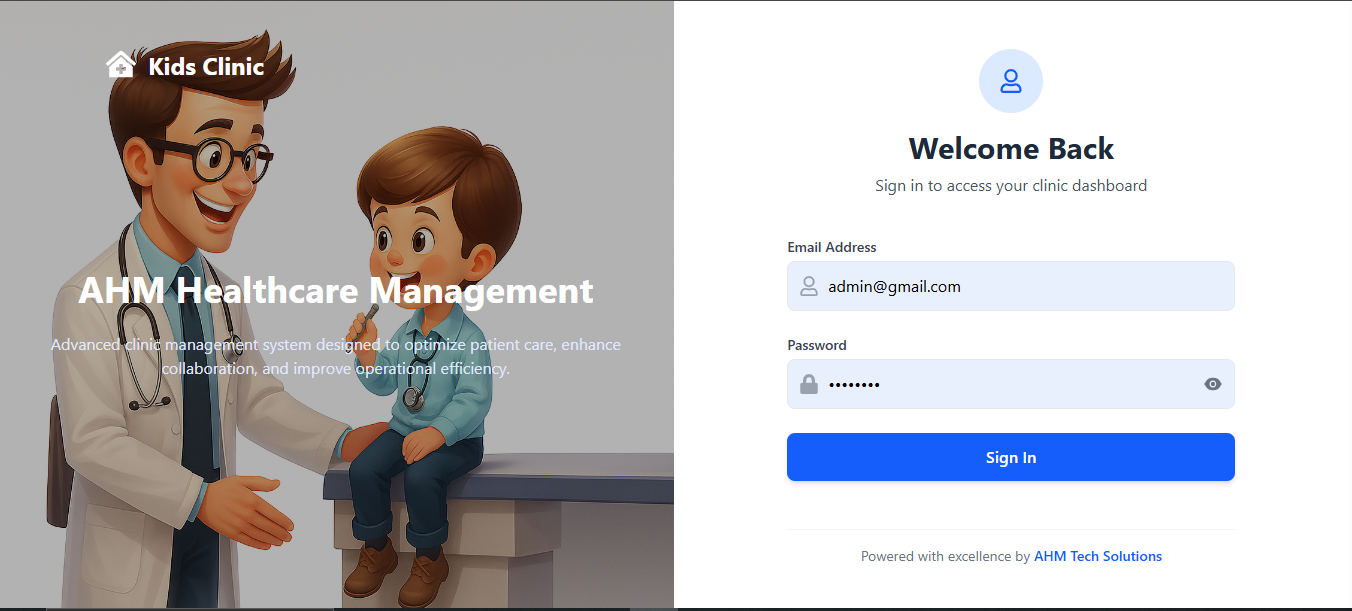 Kids Clinic
AHM Healthcare Management
Advanced clinic management system designed to optimize patient care, enhance
collaboration, and improve operational efficiency.
Welcome Back
Sign in to access your clinic dashboard
Email Address
admin@gmail.com
Password
••••••••
Sign In
Powered with excellence by AHM Tech Solutions